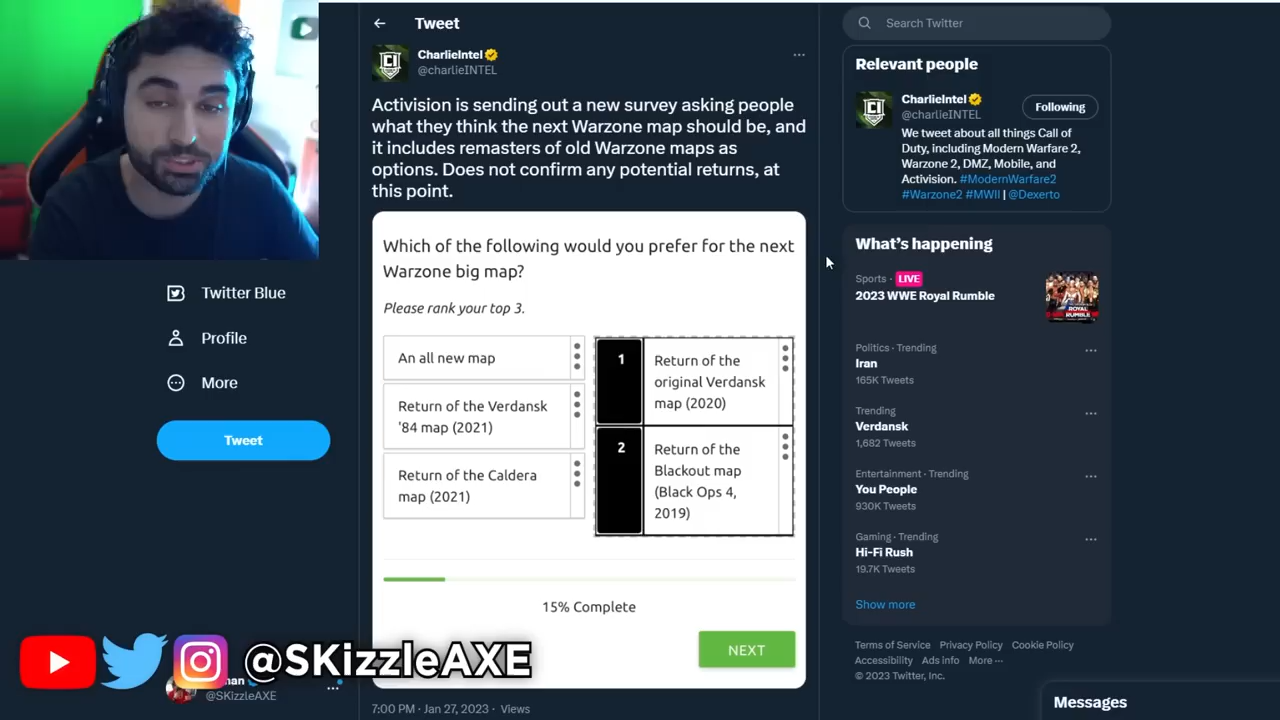 Tweet
CharlieIntel
@charlieINTEL
Activision is sending out a new survey asking people
what they think the next Warzone map should be, and
it includes remasters of old Warzone maps as
options. Does not confirm any potential returns, at
this point.
Which of the following would you prefer for the next
Warzone big map?
Please rank your top 3.
An all new map
Return of the Verdansk
'84 map (2021)
Return of the Caldera
map (2021)
1
Return of the
original Verdansk
map (2020)
2
Return of the
Blackout map
(Black Ops 4,
2019)
15% Complete
NEXT
7:00 PM · Jan 27, 2023 · Views
Twitter Blue
Profile
More
Tweet
@SKizzleAXE
@SKizzleAXE
Search Twitter
Relevant people
CharlieIntel
@charlieINTEL
Following
We tweet about all things Call of
Duty, including Modern Warfare 2,
Warzone 2, DMZ, Mobile, and
Activision. #ModernWarfare2
#Warzone2 #MWII | @Dexerto
What's happening
Sports · LIVE
2023 WWE Royal Rumble
Politics · Trending
Iran
165K Tweets
Trending
Verdansk
1,682 Tweets
Entertainment · Trending
You People
930K Tweets
Gaming · Trending
Hi-Fi Rush
19.7K Tweets
Show more
Terms of Service Privacy Policy Cookie Policy
Accessibility Ads info More ···
© 2023 Twitter, Inc.
Messages